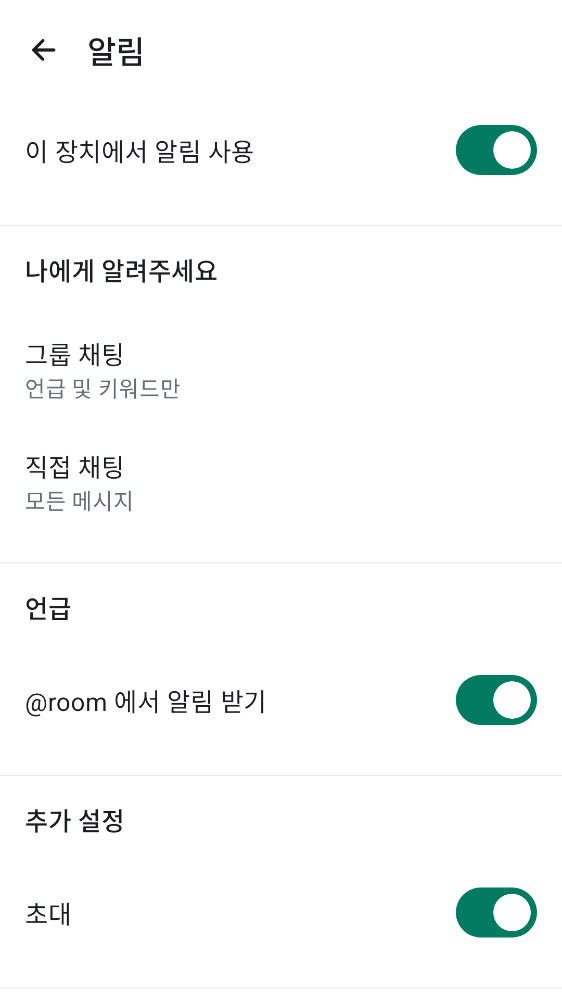 알림
이 장치에서 알림 사용
나에게 알려주세요
그룹 채팅
언급 및 키워드만
직접 채팅
모든 메시지
언급
@room 에서 알림 받기
추가 설정
초대